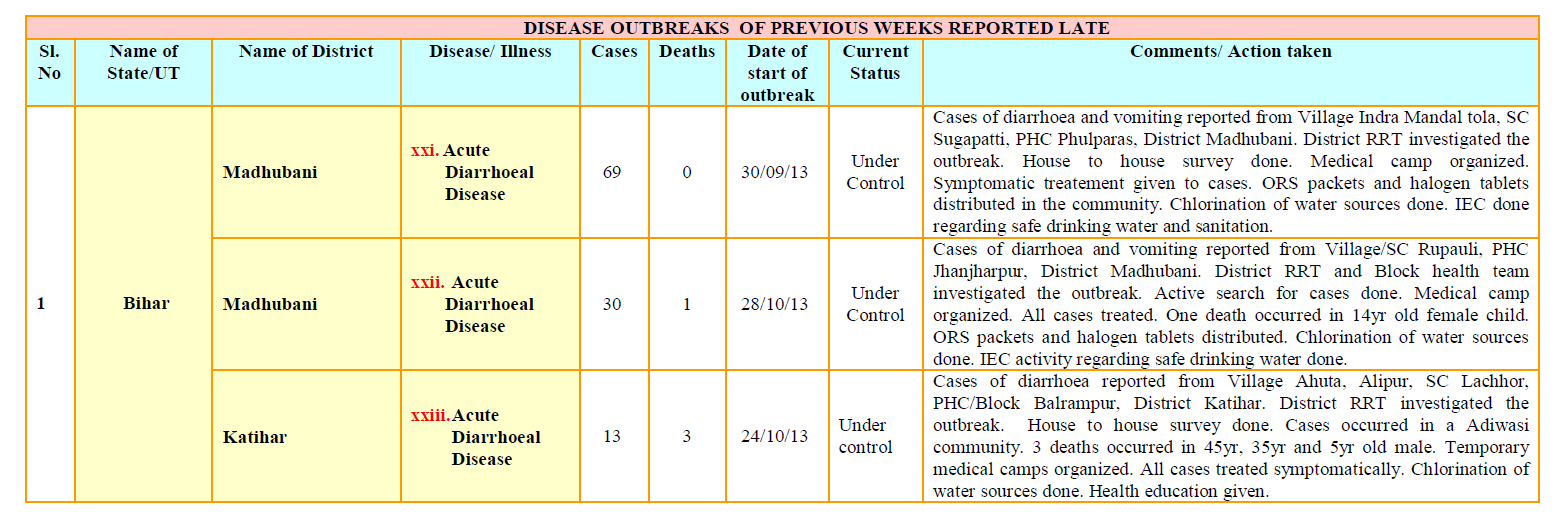 DISEASE OUTBREAKS OF PREVIOUS WEEKS REPORTED LATE
Sl. No
Name of State/UT
Name of District
Disease/ Illness
Cases
Deaths
Date of start of outbreak
Current Status
Comments/ Action taken
1
Bihar
Madhubani
xxi. Acute
Diarrhoeal
Disease
69
0
30/09/13
Under
Control
Cases of diarrhoea and vomiting reported from Village Indra Mandal tola, SC
Sugapatti, PHC Phulparas, District Madhubani. District RRT investigated the
outbreak. House to house survey done. Medical camp organized.
Symptomatic treatement given to cases. ORS packets and halogen tablets
distributed in the community. Chlorination of water sources done. IEC done
regarding safe drinking water and sanitation.
Madhubani
xxii. Acute
Diarrhoeal
Disease
30
1
28/10/13
Under
Control
Cases of diarrhoea and vomiting reported from Village/SC Rupauli, PHC
Jhanjharpur, District Madhubani. District RRT and Block health team
investigated the outbreak. Active search for cases done. Medical camp
organized. All cases treated. One death occurred in 14yr old female child.
ORS packets and halogen tablets distributed. Chlorination of water sources
done. IEC activity regarding safe drinking water done.
Katihar
xxiii. Acute
Diarrhoeal
Disease
13
3
24/10/13
Under
control
Cases of diarrhoea reported from Village Ahuta, Alipur, SC Lachhor,
PHC/Block Balrampur, District Katihar. District RRT investigated the
outbreak. House to house survey done. Cases occurred in a Adiwasi
community. 3 deaths occurred in 45yr, 35yr and 5yr old male. Temporary
medical camps organized. All cases treated symptomatically. Chlorination of
water sources done. Health education given.